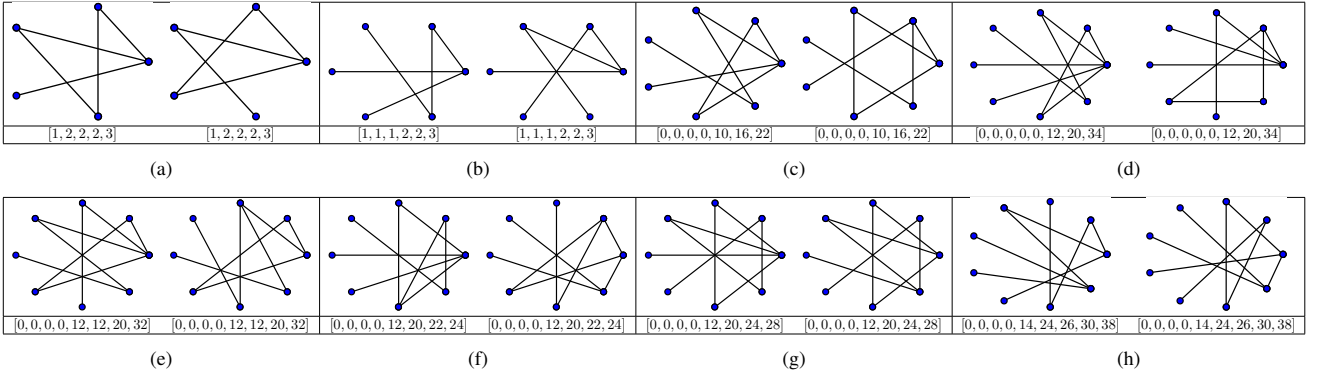 [1, 2, 2, 2, 3] [1, 2, 2, 2, 3] [1, 1, 1, 2, 2, 3] [1, 1, 1, 2, 2, 3] [0, 0, 0, 0, 10, 16, 22] [0, 0, 0, 0, 10, 16, 22] [0, 0, 0, 0, 0, 12, 20, 34] [0, 0, 0, 0, 0, 12, 20, 34]
(a) (b) (c) (d)
[0, 0, 0, 0, 12, 12, 20, 32] [0, 0, 0, 0, 12, 12, 20, 32] [0, 0, 0, 0, 12, 20, 22, 24] [0, 0, 0, 0, 12, 20, 22, 24] [0, 0, 0, 0, 12, 20, 24, 28] [0, 0, 0, 0, 12, 20, 24, 28] [0, 0, 0, 0, 14, 24, 26, 30, 38] [0, 0, 0, 0, 14, 24, 26, 30, 38]
(e) (f) (g) (h)